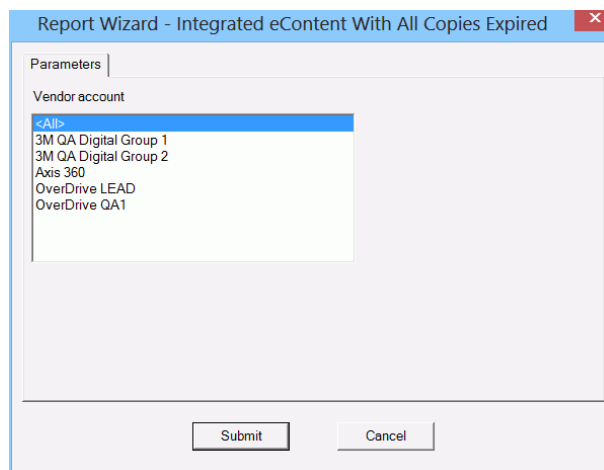 Report Wizard - Integrated eContent With All Copies Expired
Parameters
Vendor account
<All>
3M QA Digital Group 1
3M QA Digital Group 2
Axis 360
OverDrive LEAD
OverDrive QA1
Submit Cancel